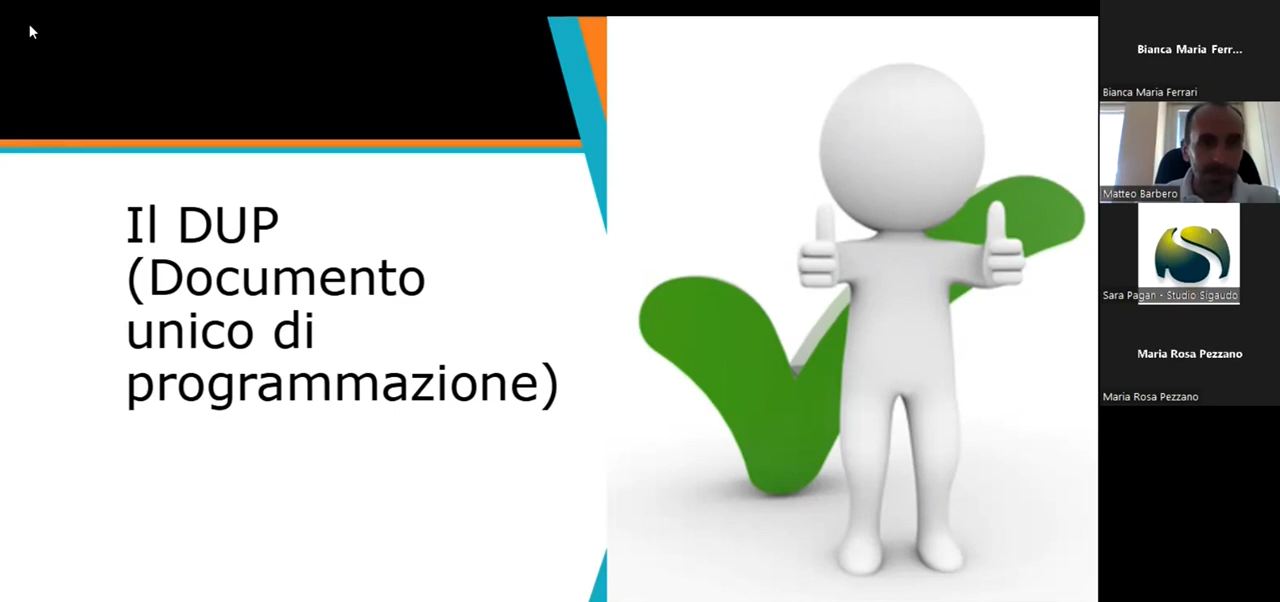 Il DUP
(Documento
unico di
programmazione)
Bianca Maria Ferr...
Bianca Maria Ferrari
Matteo Barbero
Sara Pagan - Studio Sigaudo
Maria Rosa Pezzano
Maria Rosa Pezzano